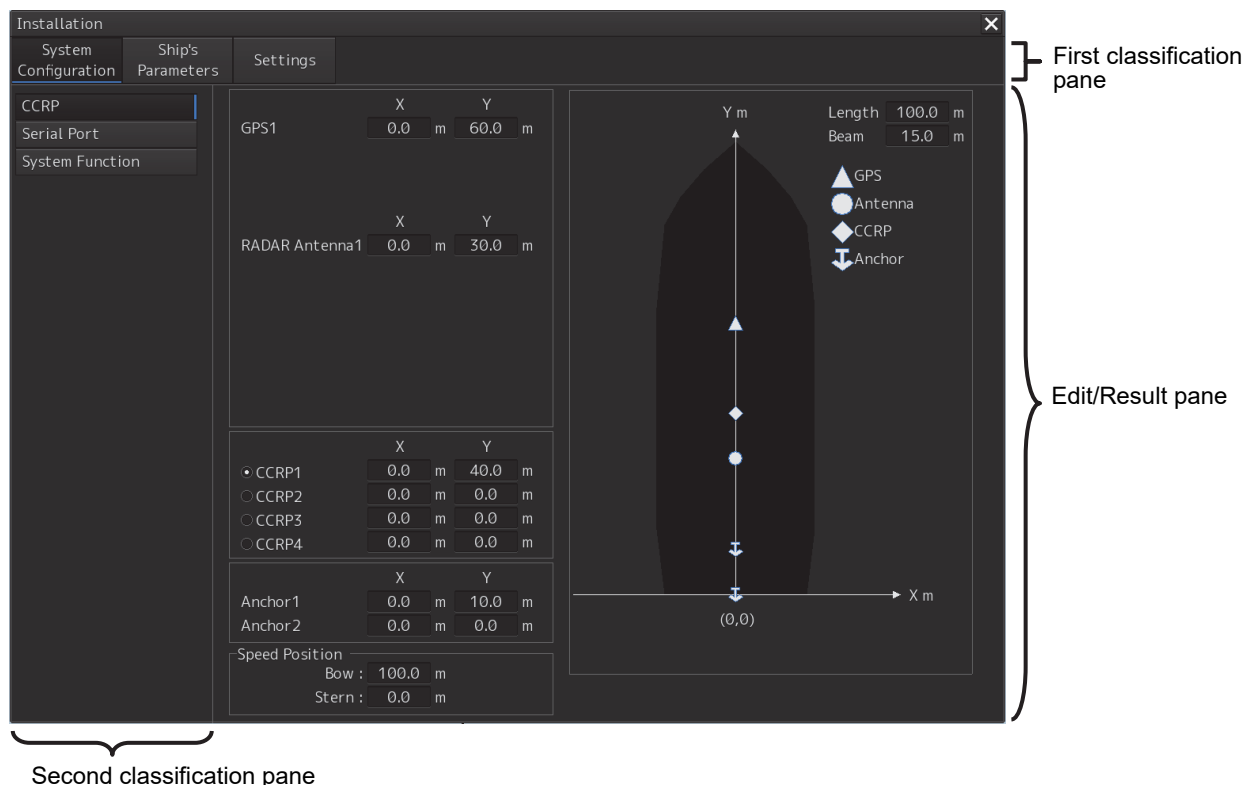 Installation
System Configuration
Ship's Parameters
Settings
First classification pane
CCRP
Serial Port
System Function
X Y
GPS1 0.0 m 60.0 m
X Y
RADAR Antenna1 0.0 m 30.0 m
X Y
CCRP1 0.0 m 40.0 m
CCRP2 0.0 m 0.0 m
CCRP3 0.0 m 0.0 m
CCRP4 0.0 m 0.0 m
X Y
Anchor1 0.0 m 10.0 m
Anchor2 0.0 m 0.0 m
Speed Position
Bow : 100.0 m
Stern : 0.0 m
Y m
Length 100.0 m
Beam 15.0 m
GPS
Antenna
CCRP
Anchor
X m
(0,0)
Edit/Result pane
Second classification pane